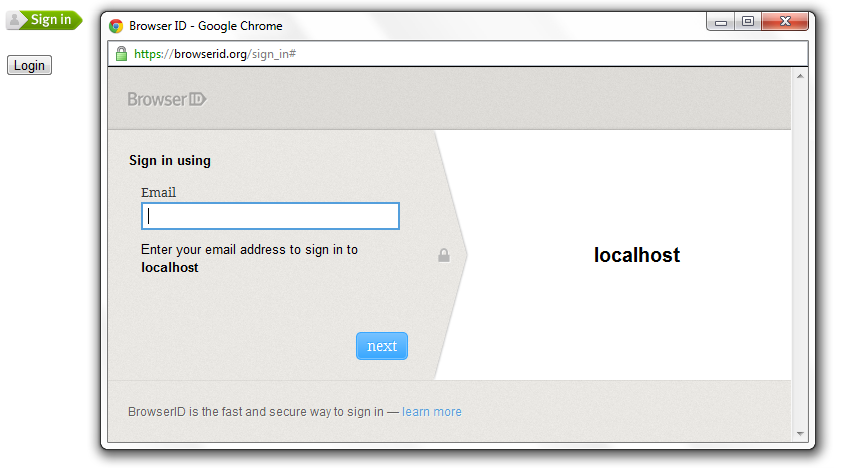 Sign in
Login
Browser ID - Google Chrome
https://browserid.org/sign_in#
BrowserID
Sign in using
Email
Enter your email address to sign in to
localhost
next
localhost
BrowserID is the fast and secure way to sign in — learn more